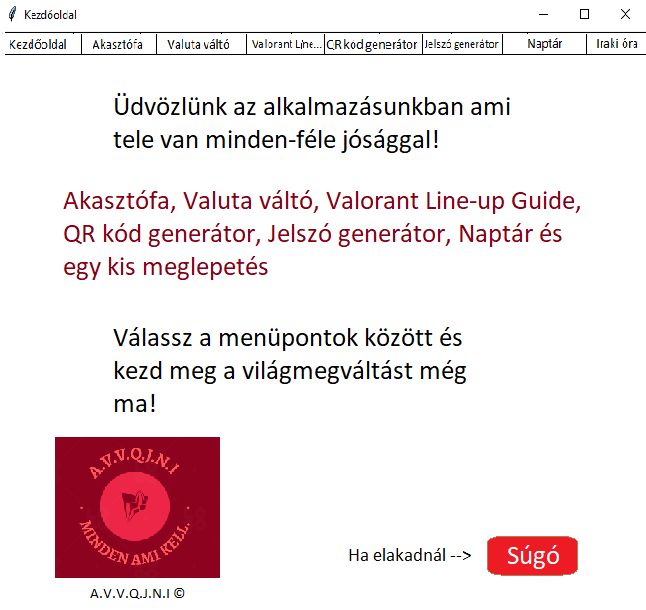 Kezdőoldal
Kezdőoldal Akasztófa Valuta váltó Valorant Line... QR kod generátor Jelszó generátor Naptár Iraki óra
Üdvözlünk az alkalmazásunkban ami
tele van minden-féle jósággal!
Akasztófa, Valuta váltó, Valorant Line-up Guide,
QR kód generátor, Jelszó generátor, Naptár és
egy kis meglepetés
Válassz a menüpontok között és
kezd meg a világmegváltást még
ma!
A.V.V.Q.J.N.I
MINDEN AMI KELL.
Ha elakadnál --> Súgó
A.V.V.Q.J.N.I ©